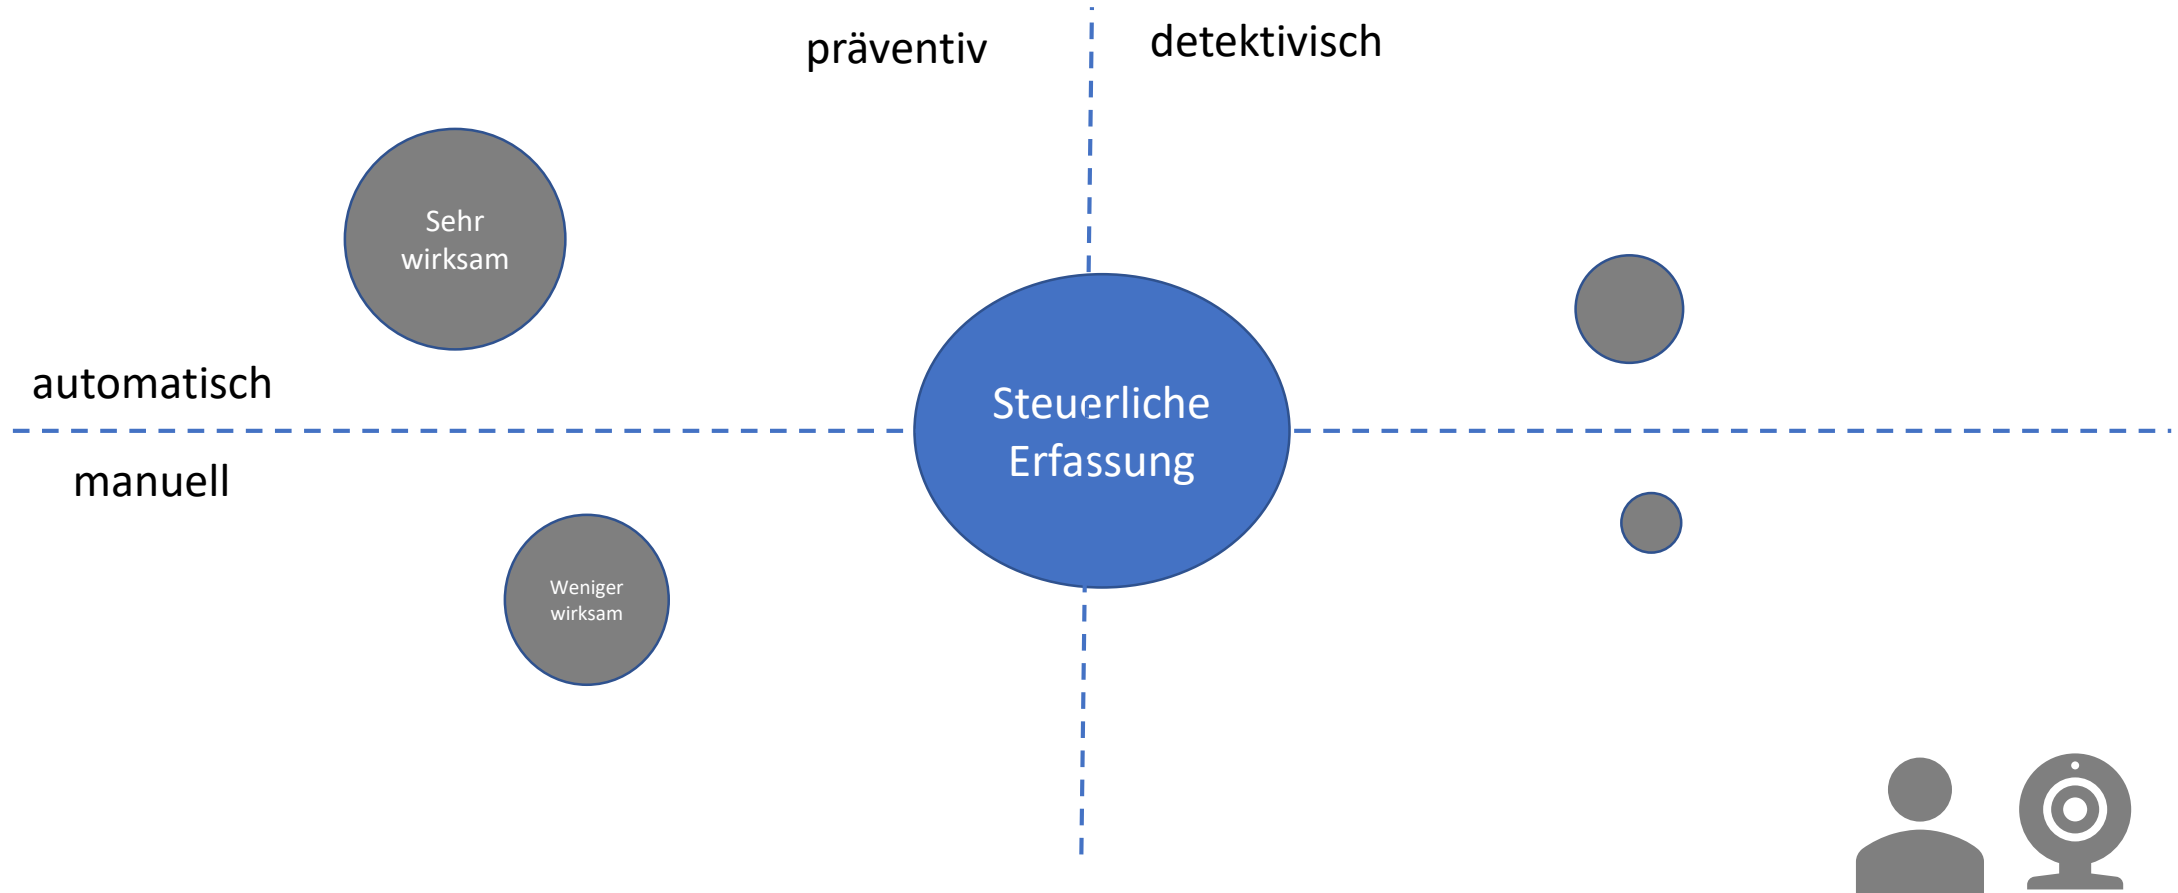 präventiv
detektivisch
Sehr
wirksam
automatisch
Steuerliche
Erfassung
manuell
Weniger
wirksam